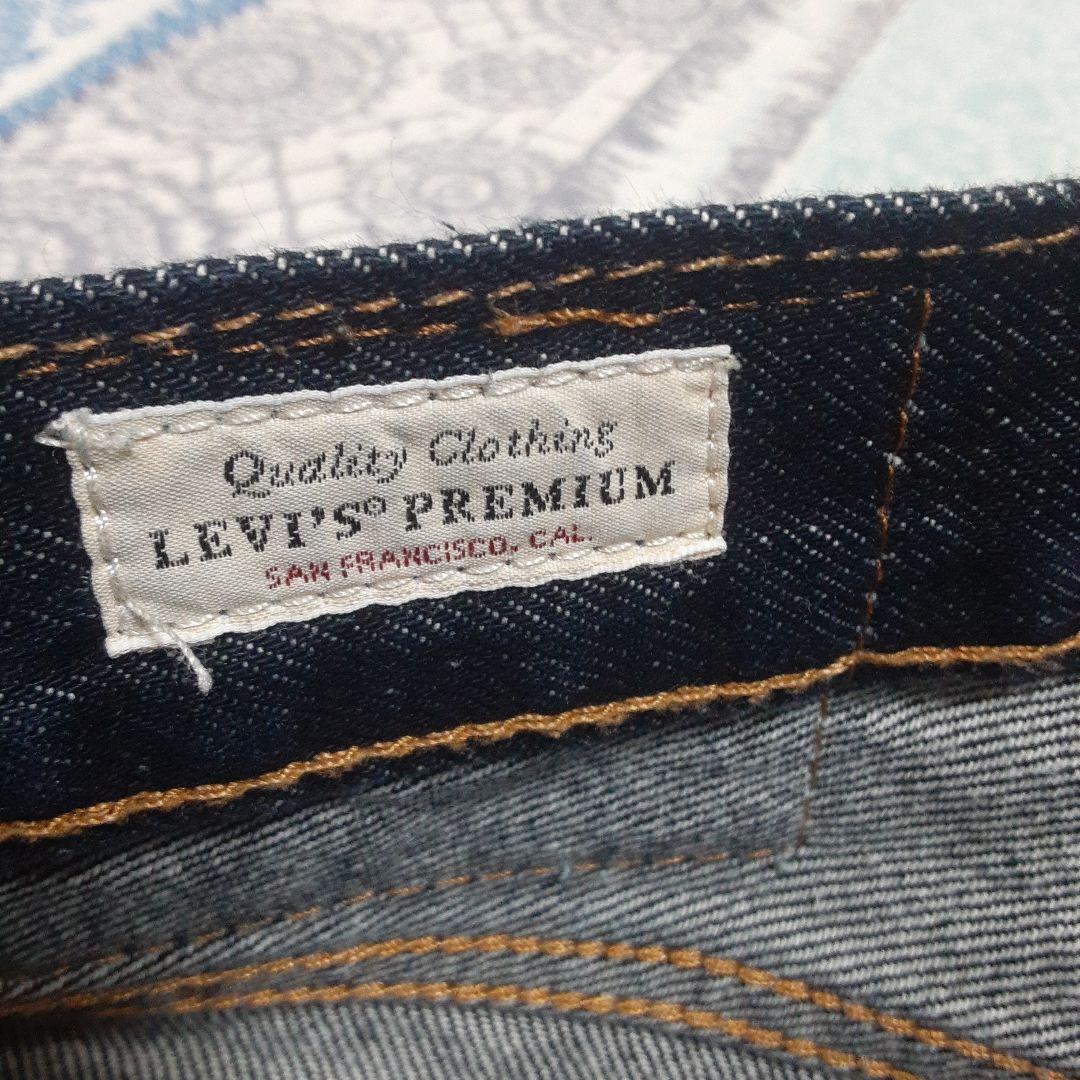 Quality Clothing
LEVI'S® PREMIUM
SAN FRANCISCO, CAL.